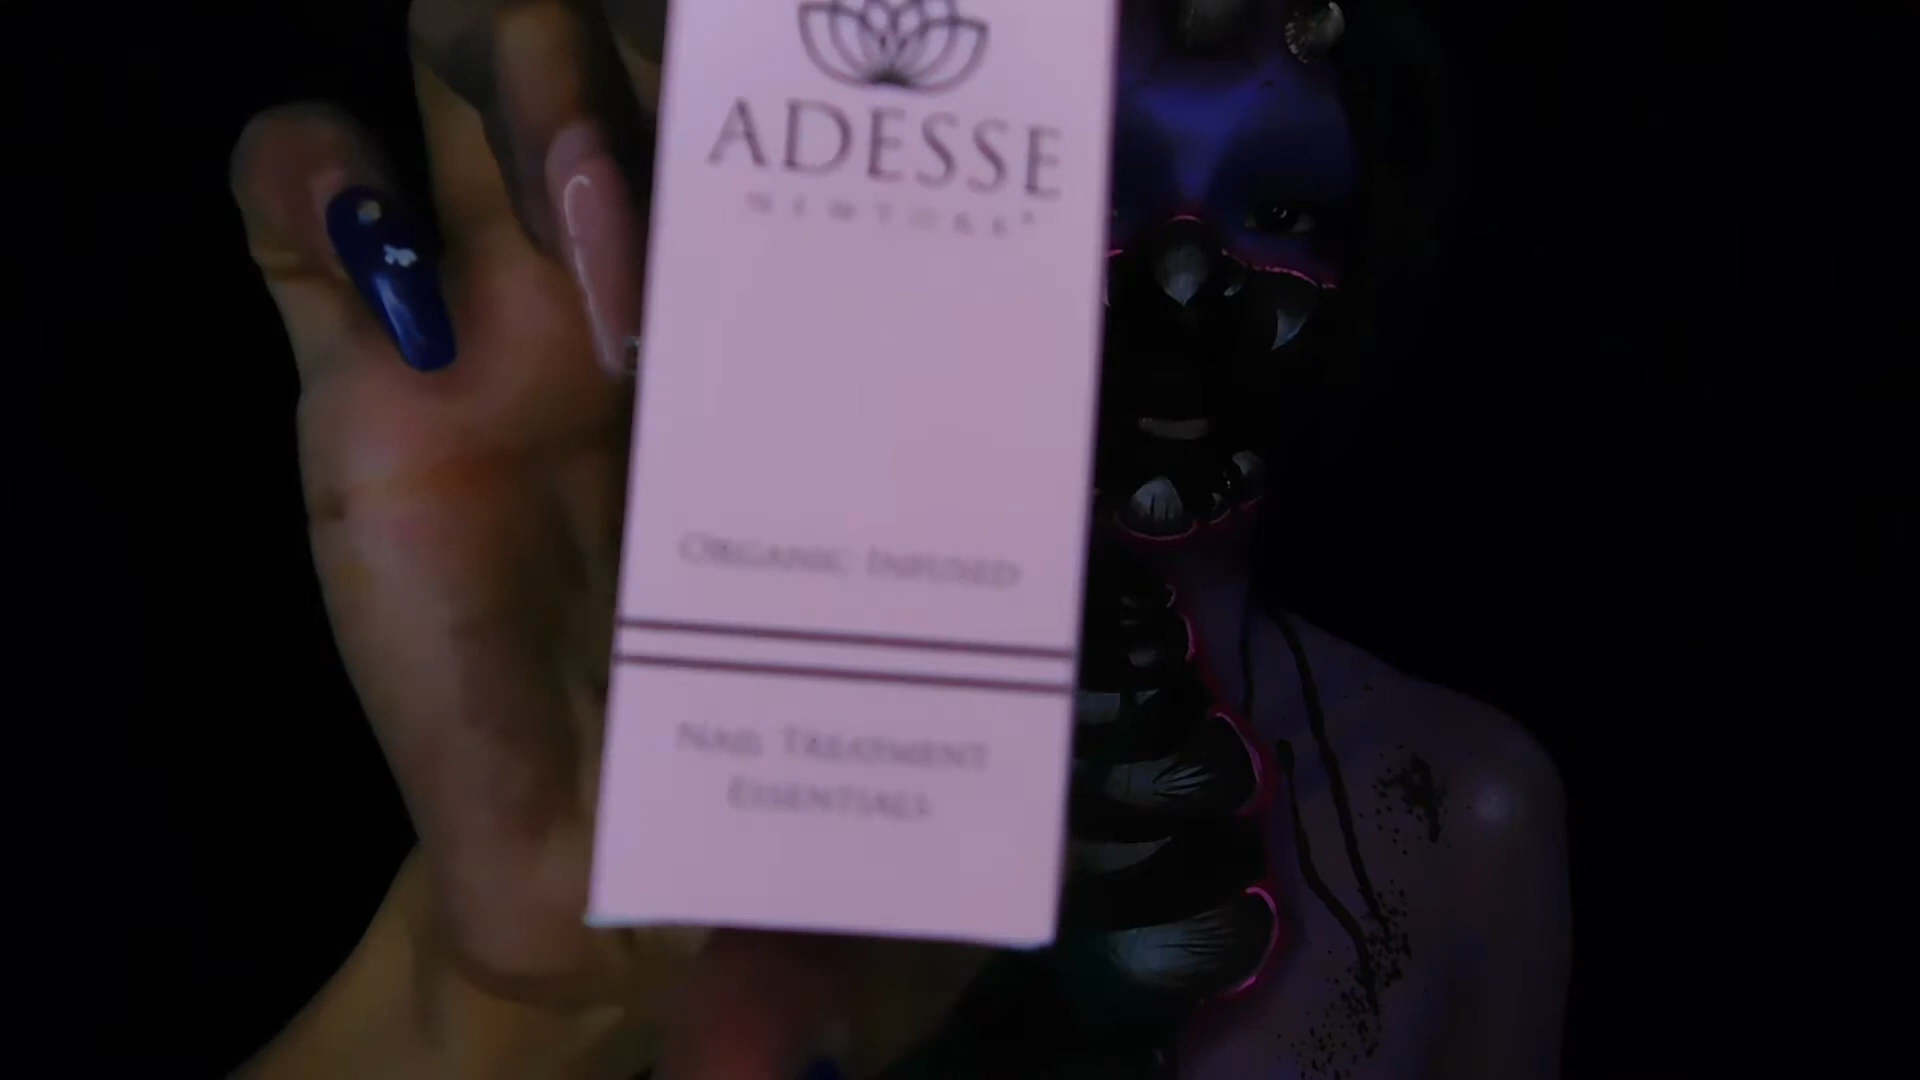 ADESSE
NEW YORK®
ORGANIC INFUSED
NAIL TREATMENT
ESSENTIALS